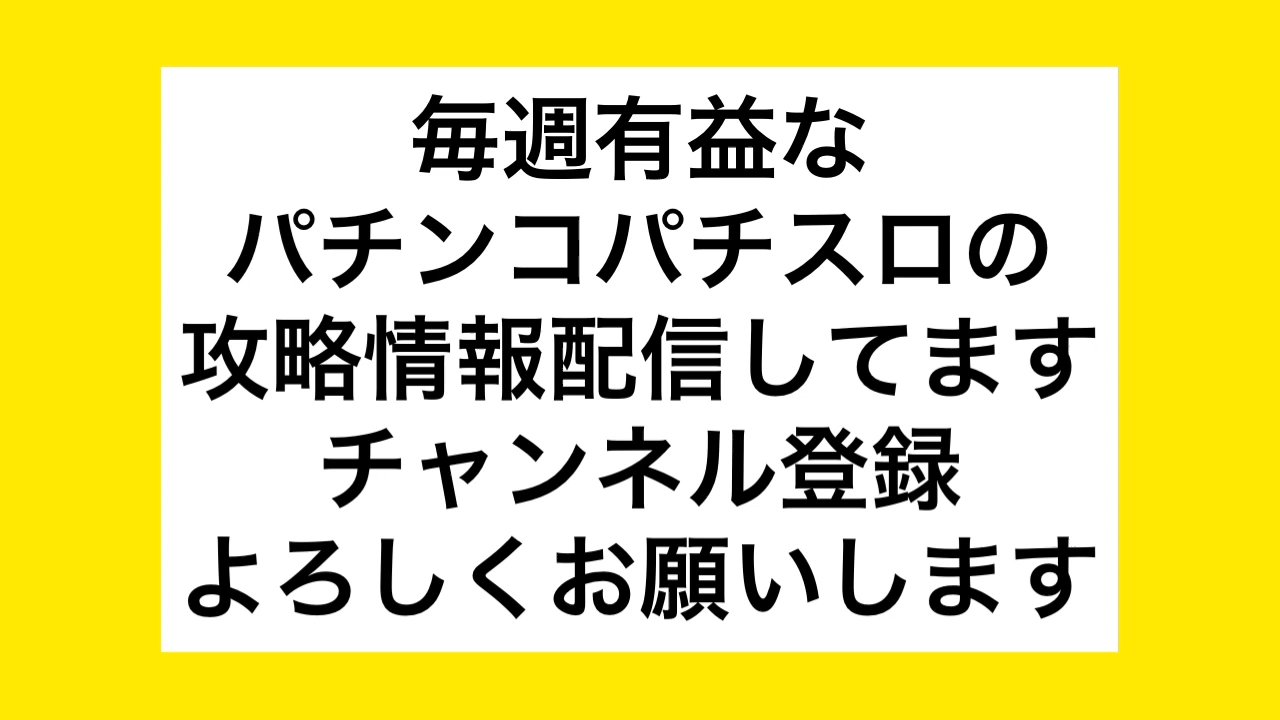 毎週有益な
パチンコパチスロの
攻略情報配信してます
チャンネル登録
よろしくお願いします